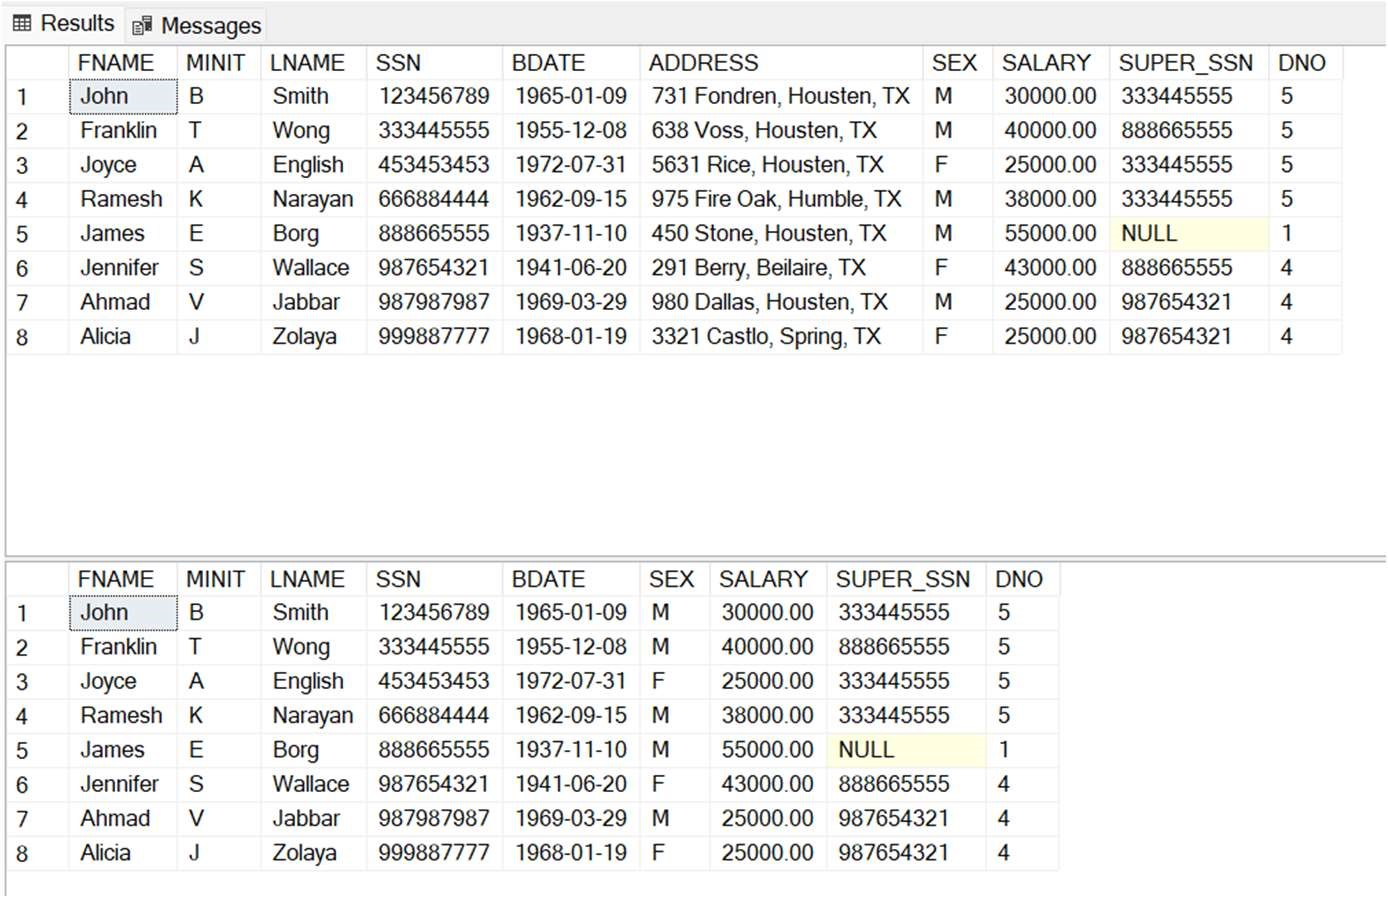 Results Messages
FNAME MINIT LNAME SSN BDATE ADDRESS SEX SALARY SUPER_SSN DNO
1 John B Smith 123456789 1965-01-09 731 Fondren, Housten, TX M 30000.00 333445555 5
2 Franklin T Wong 333445555 1955-12-08 638 Voss, Housten, TX M 40000.00 888665555 5
3 Joyce A English 453453453 1972-07-31 5631 Rice, Housten, TX F 25000.00 333445555 5
4 Ramesh K Narayan 666884444 1962-09-15 975 Fire Oak, Humble, TX M 38000.00 333445555 5
5 James E Borg 888665555 1937-11-10 450 Stone, Housten, TX M 55000.00 NULL 1
6 Jennifer S Wallace 987654321 1941-06-20 291 Berry, Beilaire, TX F 43000.00 888665555 4
7 Ahmad V Jabbar 987987987 1969-03-29 980 Dallas, Housten, TX M 25000.00 987654321 4
8 Alicia J Zolaya 999887777 1968-01-19 3321 Castlo, Spring, TX F 25000.00 987654321 4
FNAME MINIT LNAME SSN BDATE SEX SALARY SUPER_SSN DNO
1 John B Smith 123456789 1965-01-09 M 30000.00 333445555 5
2 Franklin T Wong 333445555 1955-12-08 M 40000.00 888665555 5
3 Joyce A English 453453453 1972-07-31 F 25000.00 333445555 5
4 Ramesh K Narayan 666884444 1962-09-15 M 38000.00 333445555 5
5 James E Borg 888665555 1937-11-10 M 55000.00 NULL 1
6 Jennifer S Wallace 987654321 1941-06-20 F 43000.00 888665555 4
7 Ahmad V Jabbar 987987987 1969-03-29 M 25000.00 987654321 4
8 Alicia J Zolaya 999887777 1968-01-19 F 25000.00 987654321 4